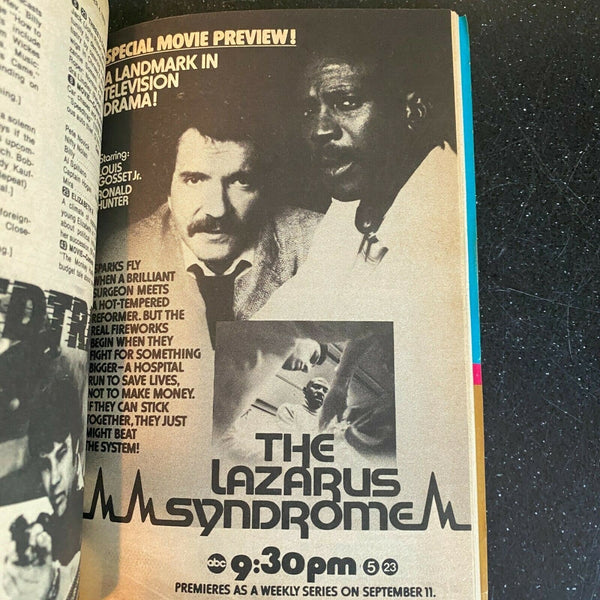 SPECIAL MOVIE PREVIEW!
A LANDMARK IN
TELEVISION
DRAMA!
Starring:
LOUIS
GOSSET Jr.
RONALD
HUNTER
SPARKS FLY
WHEN A BRILLIANT
SURGEON MEETS
A HOT-TEMPERED
REFORMER. BUT THE
REAL FIREWORKS
BEGIN WHEN THEY
FIGHT FOR SOMETHING
BIGGER–A HOSPITAL
RUN TO SAVE LIVES,
NOT TO MAKE MONEY.
IF THEY CAN STICK
TOGETHER, THEY JUST
MIGHT BEAT
THE SYSTEM!
THE
LAZARUS
SYNDROME
abc 9:30pm 5 23
PREMIERES AS A WEEKLY SERIES ON SEPTEMBER 11.